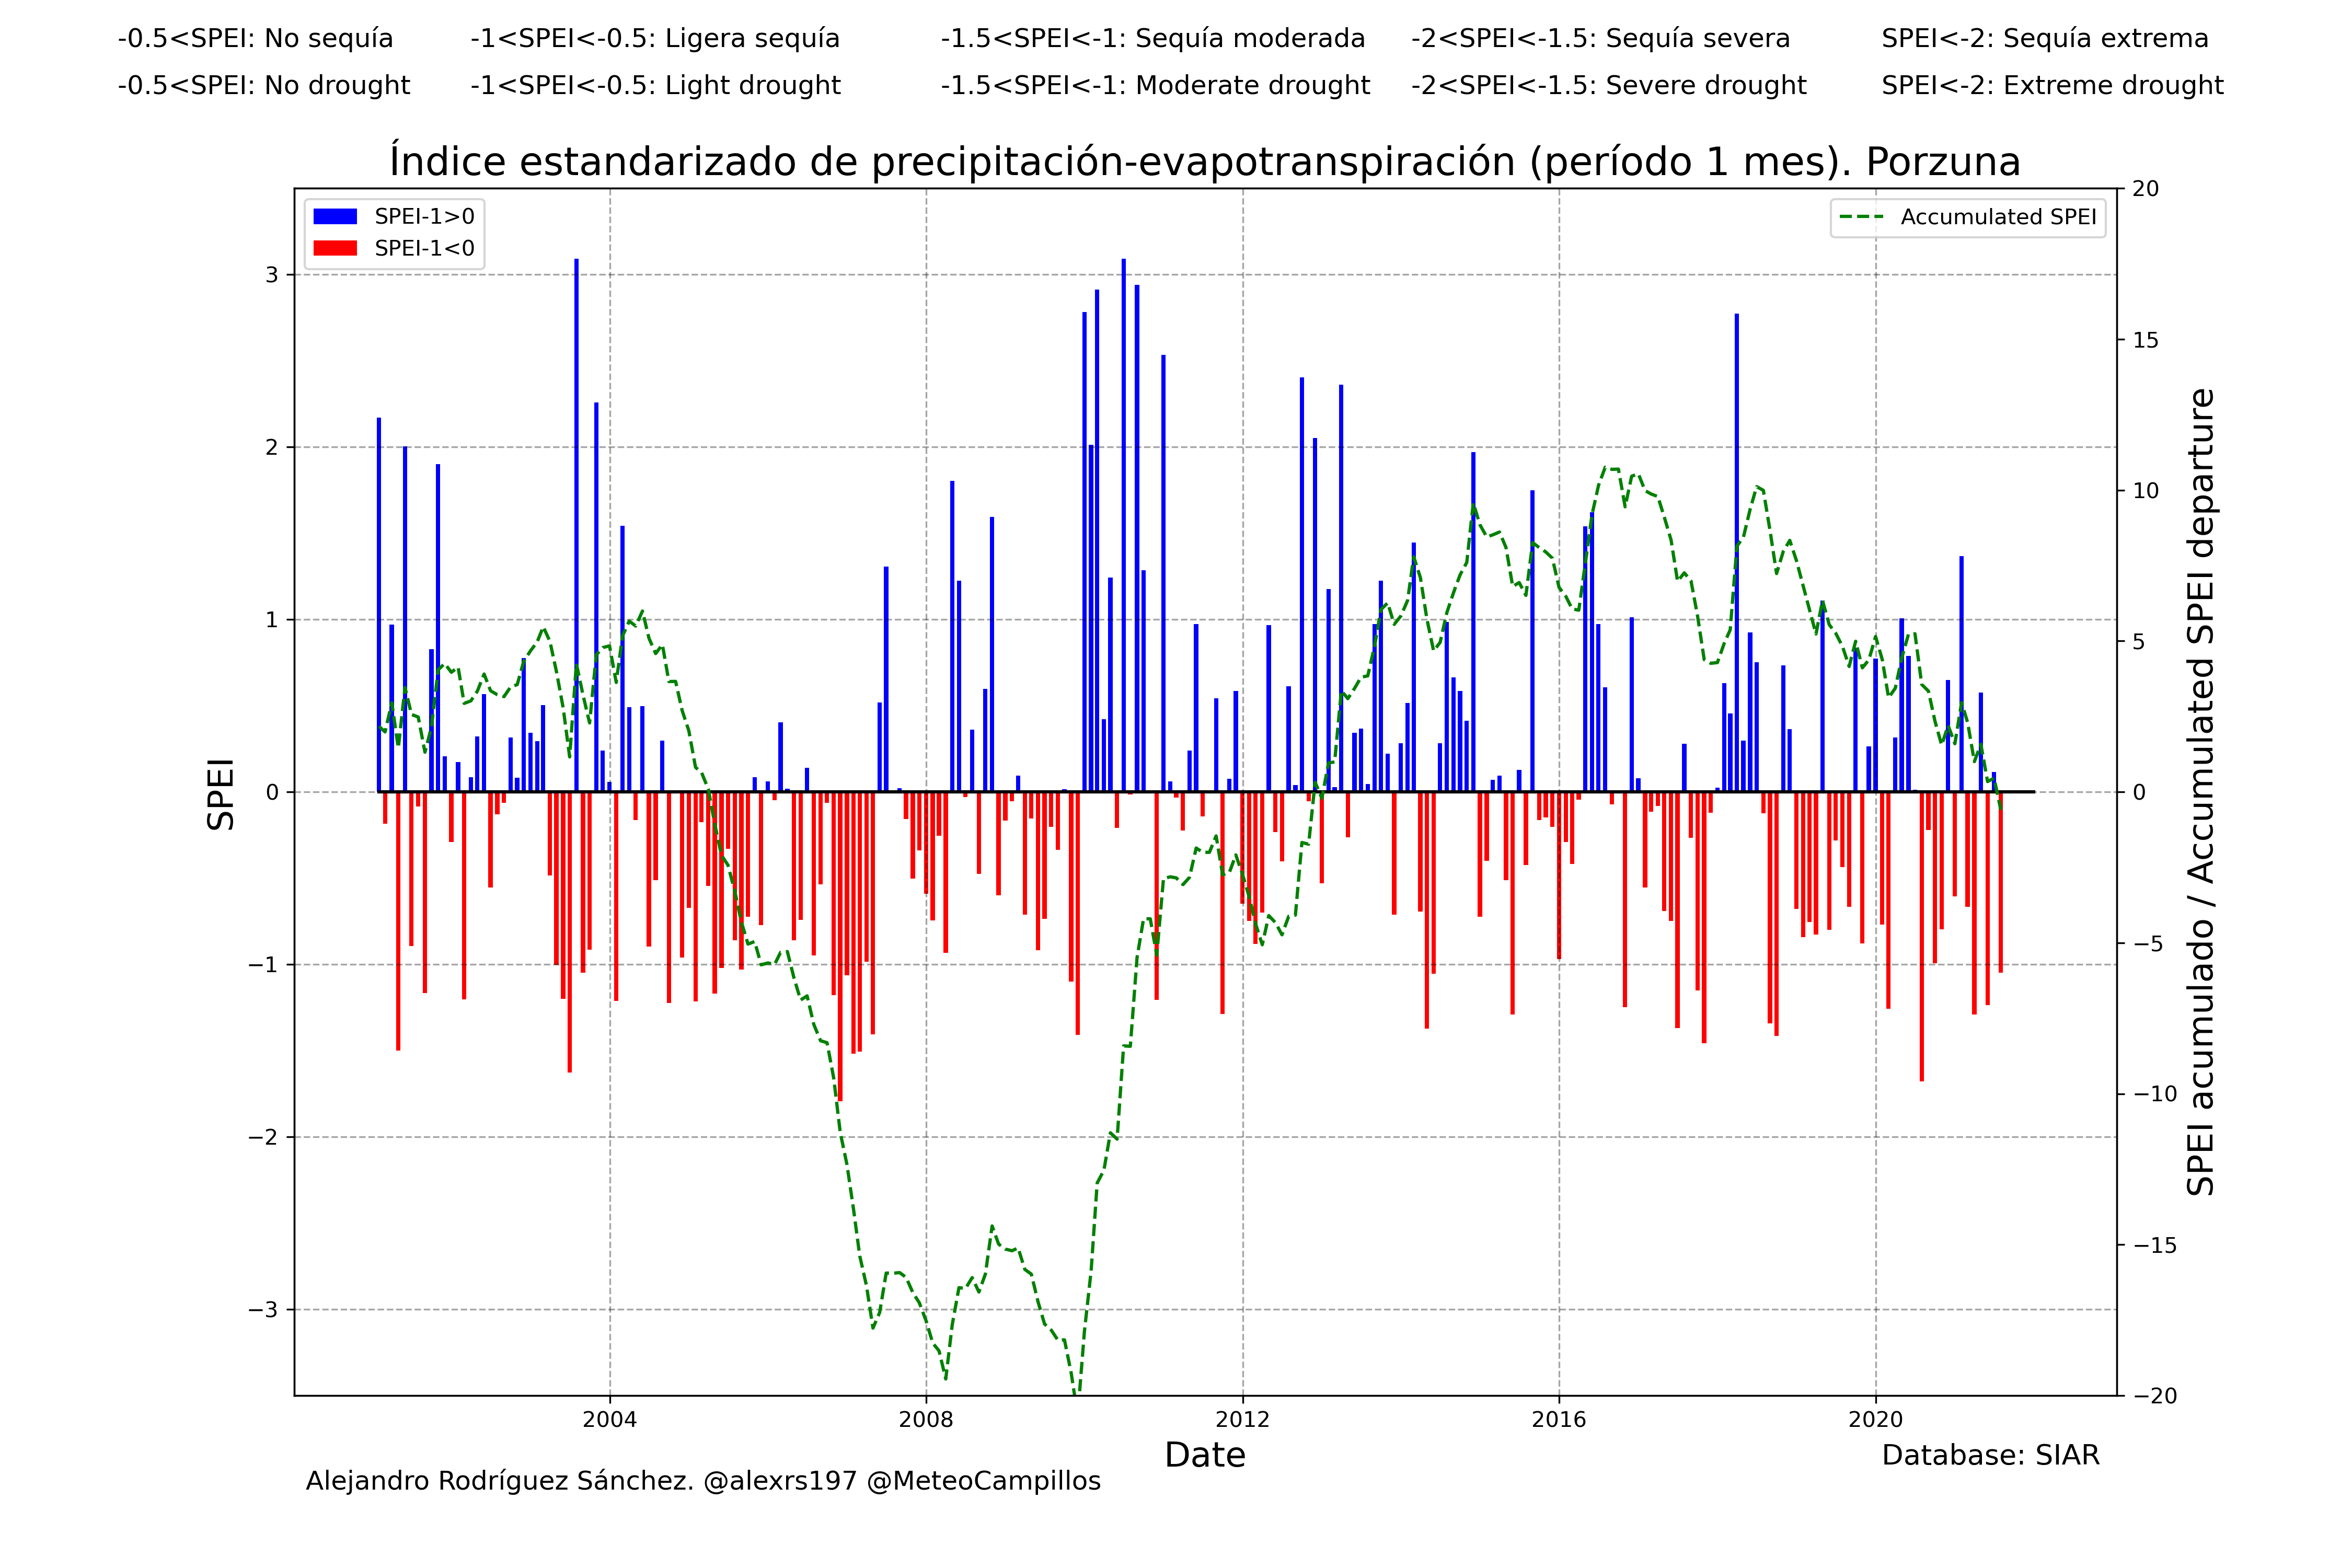 -0.5<SPEI: No sequía -1<SPEI<-0.5: Ligera sequía -1.5<SPEI<-1: Sequía moderada -2<SPEI<-1.5: Sequía severa SPEI<-2: Sequía extrema
-0.5<SPEI: No drought -1<SPEI<-0.5: Light drought -1.5<SPEI<-1: Moderate drought -2<SPEI<-1.5: Severe drought SPEI<-2: Extreme drought
Índice estandarizado de precipitación-evapotranspiración (período 1 mes). Porzuna
SPEI-1>0
SPEI-1<0
Accumulated SPEI
SPEI
3
2
1
0
−1
−2
−3
20
15
10
5
0
−5
−10
−15
−20
SPEI acumulado / Accumulated SPEI departure
2004 2008 2012 2016 2020
Date
Database: SIAR
Alejandro Rodríguez Sánchez. @alexrs197 @MeteoCampillos